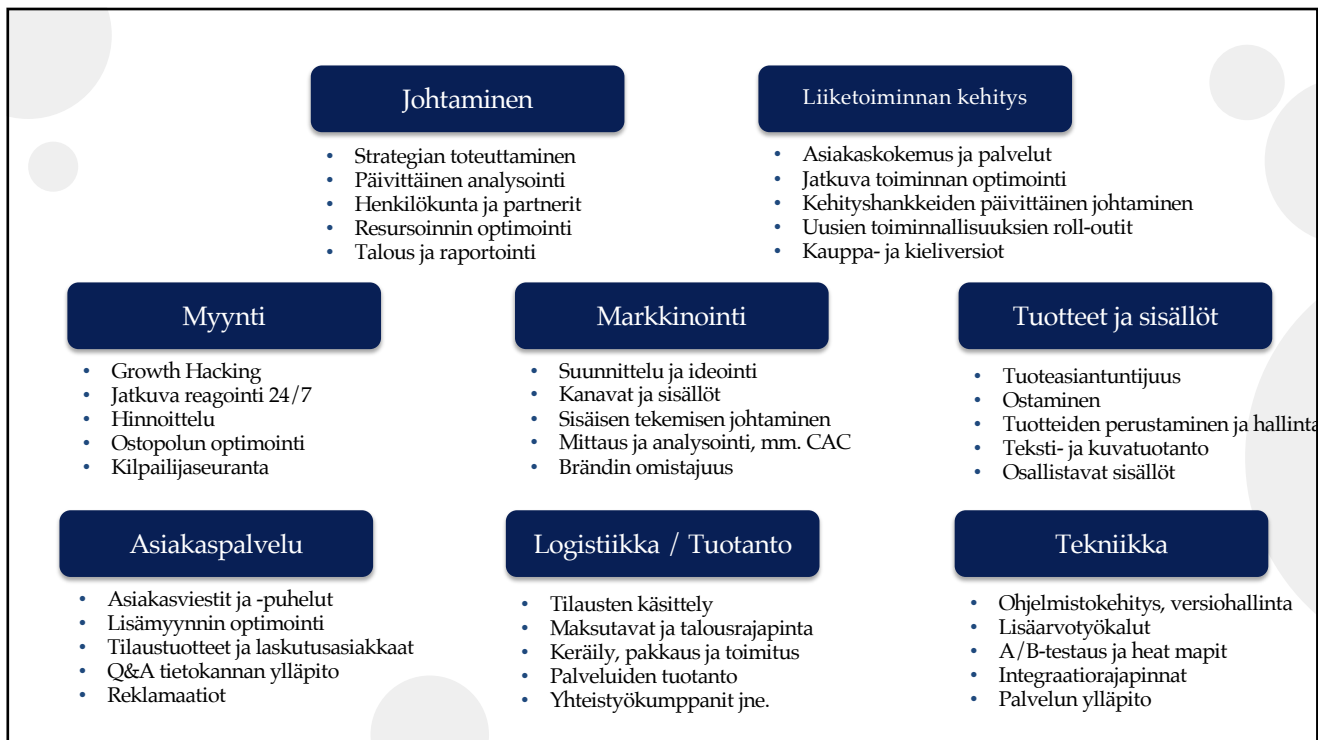 Johtaminen
• Strategian toteuttaminen
• Päivittäinen analysointi
• Henkilökunta ja partnerit
• Resursoinnin optimointi
• Talous ja raportointi
Liiketoiminnan kehitys
• Asiakaskokemus ja palvelut
• Jatkuva toiminnan optimointi
• Kehityshankkeiden päivittäinen johtaminen
• Uusien toiminnallisuuksien roll-outit
• Kauppa- ja kieliversiot
Myynti
• Growth Hacking
• Jatkuva reagointi 24/7
• Hinnoittelu
• Ostopolun optimointi
• Kilpailijaseuranta
Markkinointi
• Suunnittelu ja ideointi
• Kanavat ja sisällöt
• Sisäisen tekemisen johtaminen
• Mittaus ja analysointi, mm. CAC
• Brändin omistajuus
Tuotteet ja sisällöt
• Tuoteasiantuntijuus
• Ostaminen
• Tuotteiden perustaminen ja hallinta
• Teksti- ja kuvatuotanto
• Osallistavat sisällöt
Asiakaspalvelu
• Asiakasviestit ja -puhelut
• Lisämyynnin optimointi
• Tilaustuotteet ja laskutusasiakkaat
• Q&A tietokannan ylläpito
• Reklamaatiot
Logistiikka / Tuotanto
• Tilausten käsittely
• Maksutavat ja talousrajapinta
• Keräily, pakkaus ja toimitus
• Palveluiden tuotanto
• Yhteistyökumppanit jne.
Tekniikka
• Ohjelmistokehitys, versiohallinta
• Lisäarvotyökalut
• A/B-testaus ja heat mapit
• Integraatiorajapinnat
• Palvelun ylläpito